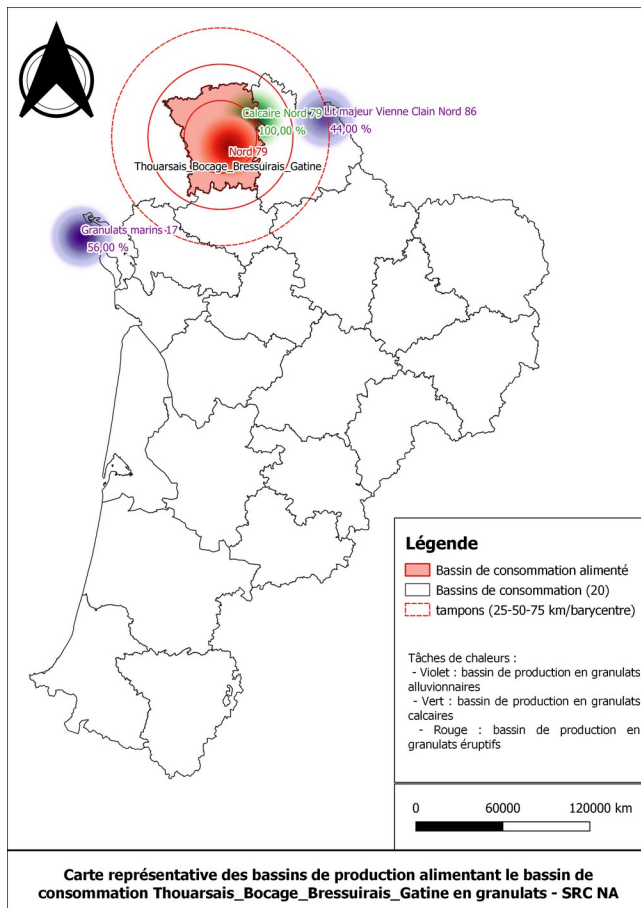 Calcaire Nord 79
100,00 %
Lit majeur Vienne Clain Nord 86
44,00 %
Nord 79
Thouarsais_Bocage_Bressuirais_Gatine
Granulats marins 17
56,00 %
Légende
Bassin de consommation alimenté
Bassins de consommation (20)
tampons (25-50-75 km/barycentre)
Tâches de chaleurs :
- Violet : bassin de production en granulats
alluvionnaires
- Vert : bassin de production en granulats
calcaires
- Rouge : bassin de production en
granulats éruptifs
0 60000 120000 km
Carte représentative des bassins de production alimentant le bassin de
consommation Thouarsais_Bocage_Bressuirais_Gatine en granulats - SRC NA